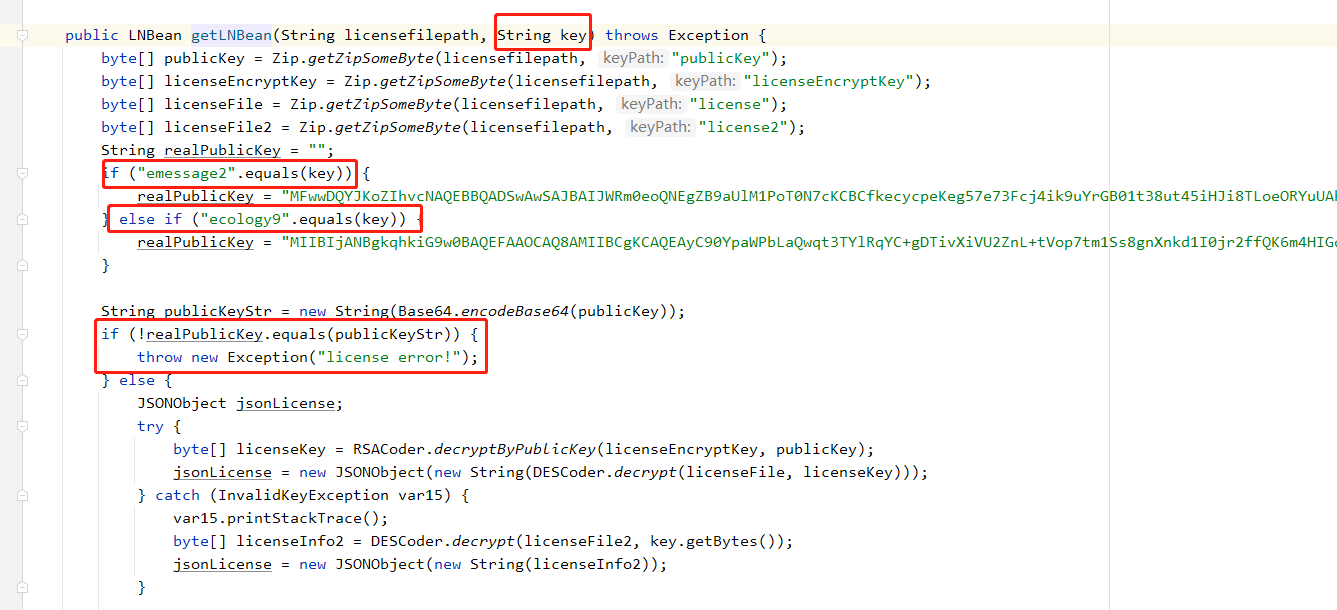 public LNBean getLNBean(String licensefilepath, String key) throws Exception {
byte[] publicKey = Zip.getZipSomeByte(licensefilepath, keyPath: "publicKey");
byte[] licenseEncryptKey = Zip.getZipSomeByte(licensefilepath, keyPath: "licenseEncryptKey");
byte[] licenseFile = Zip.getZipSomeByte(licensefilepath, keyPath: "license");
byte[] licenseFile2 = Zip.getZipSomeByte(licensefilepath, keyPath: "license2");
String realPublicKey = "";
if ("emessage2".equals(key)) {
realPublicKey = "MFwwDQYJKoZIhvcNAQEBBQADSwAwSAJBAIJWRm0eoQNEgZB9aUlM1PoT0N7cKCBCfkecycpeKeg57e73Fcj4ik9uYrGB01t38ut45iHJi8TLoeORYuUAk
} else if ("ecology9".equals(key)) {
realPublicKey = "MIIBIjANBgkqhkiG9w0BAQEFAAOCAQ8AMIIBCgKCAQEAyC90YpaWPbLaQwqt3TYlRqYC+gDTivXiVU2ZnL+tVop7tm1Ss8gnXnkd1I0jr2ffQK6m4HIGq
}
String publicKeyStr = new String(Base64.encodeBase64(publicKey));
if (!realPublicKey.equals(publicKeyStr)) {
throw new Exception("license error!");
} else {
JSONObject jsonLicense;
try {
byte[] licenseKey = RSACoder.decryptByPublicKey(licenseEncryptKey, publicKey);
jsonLicense = new JSONObject(new String(DESCoder.decrypt(licenseFile, licenseKey)));
} catch (InvalidKeyException var15) {
var15.printStackTrace();
byte[] licenseInfo2 = DESCoder.decrypt(licenseFile2, key.getBytes());
jsonLicense = new JSONObject(new String(licenseInfo2));
}